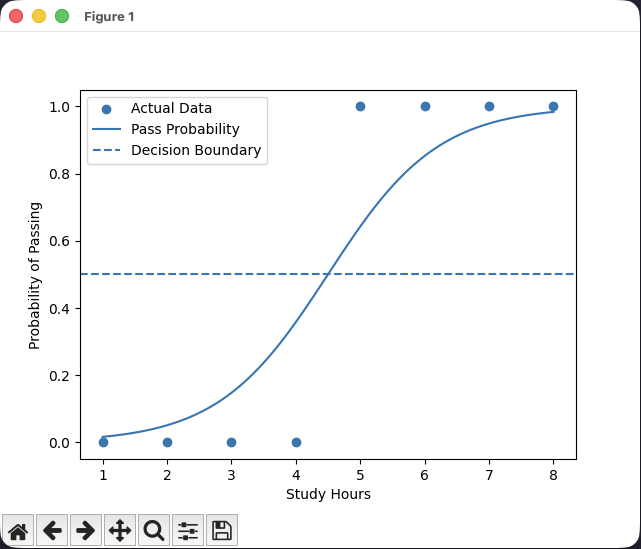 Figure 1
Actual Data
Pass Probability
Decision Boundary
1.0
0.8
0.6
0.4
0.2
0.0
Probability of Passing
1 2 3 4 5 6 7 8
Study Hours